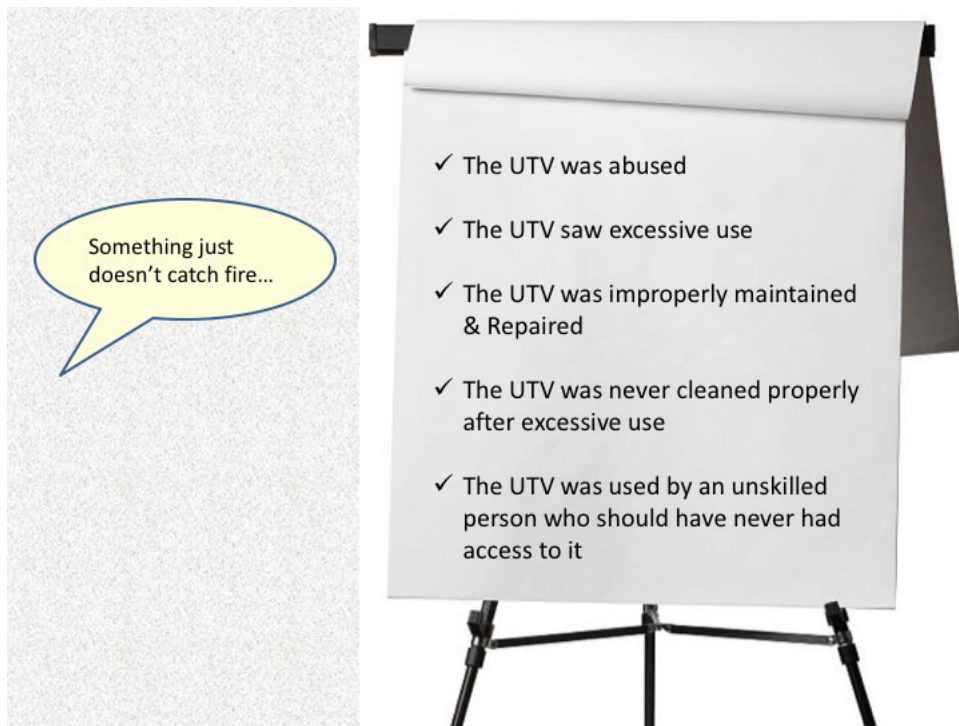 Something just
doesn't catch fire...
✓ The UTV was abused
✓ The UTV saw excessive use
✓ The UTV was improperly maintained
& Repaired
✓ The UTV was never cleaned properly
after excessive use
✓ The UTV was used by an unskilled
person who should have never had
access to it